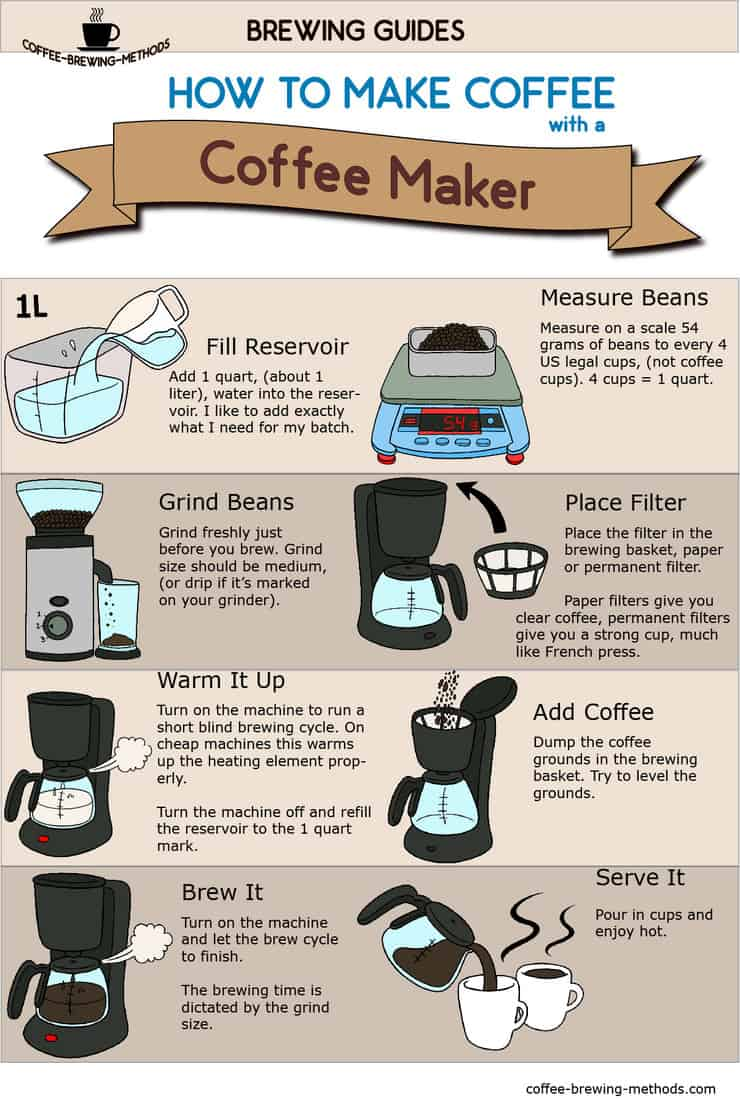 COFFEE-BREWING-METHODS
BREWING GUIDES
HOW TO MAKE COFFEE
with a
Coffee Maker
1L
Fill Reservoir
Add 1 quart, (about 1
liter), water into the reser-
voir. I like to add exactly
what I need for my batch.
Measure Beans
Measure on a scale 54
grams of beans to every 4
US legal cups, (not coffee
cups). 4 cups = 1 quart.
54g
Grind Beans
Grind freshly just
before you brew. Grind
size should be medium,
(or drip if it's marked
on your grinder).
1
2
3
Place Filter
Place the filter in the
brewing basket, paper
or permanent filter.
Paper filters give you
clear coffee, permanent filters
give you a strong cup, much
like French press.
Warm It Up
Turn on the machine to run a
short blind brewing cycle. On
cheap machines this warms
up the heating element prop-
erly.
Turn the machine off and refill
the reservoir to the 1 quart
mark.
Add Coffee
Dump the coffee
grounds in the brewing
basket. Try to level the
grounds.
Brew It
Turn on the machine
and let the brew cycle
to finish.
The brewing time is
dictated by the grind
size.
Serve It
Pour in cups and
enjoy hot.
coffee-brewing-methods.com